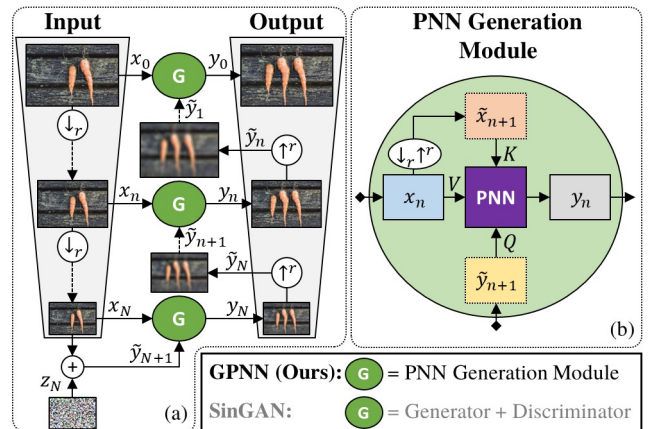 Input
Output
x₀
G
y₀
↓r
ỹ₁
ỹn
↑r
xn
G
yn
↓r
ỹn+1
ỹN
↑r
xN
G
yN
+
ỹN+1
zN
(a)
PNN Generation
Module
x̃n+1
↓r↑r
K
xn
V
PNN
yn
Q
ỹn+1
(b)
GPNN (Ours): G = PNN Generation Module
SinGAN: G = Generator + Discriminator